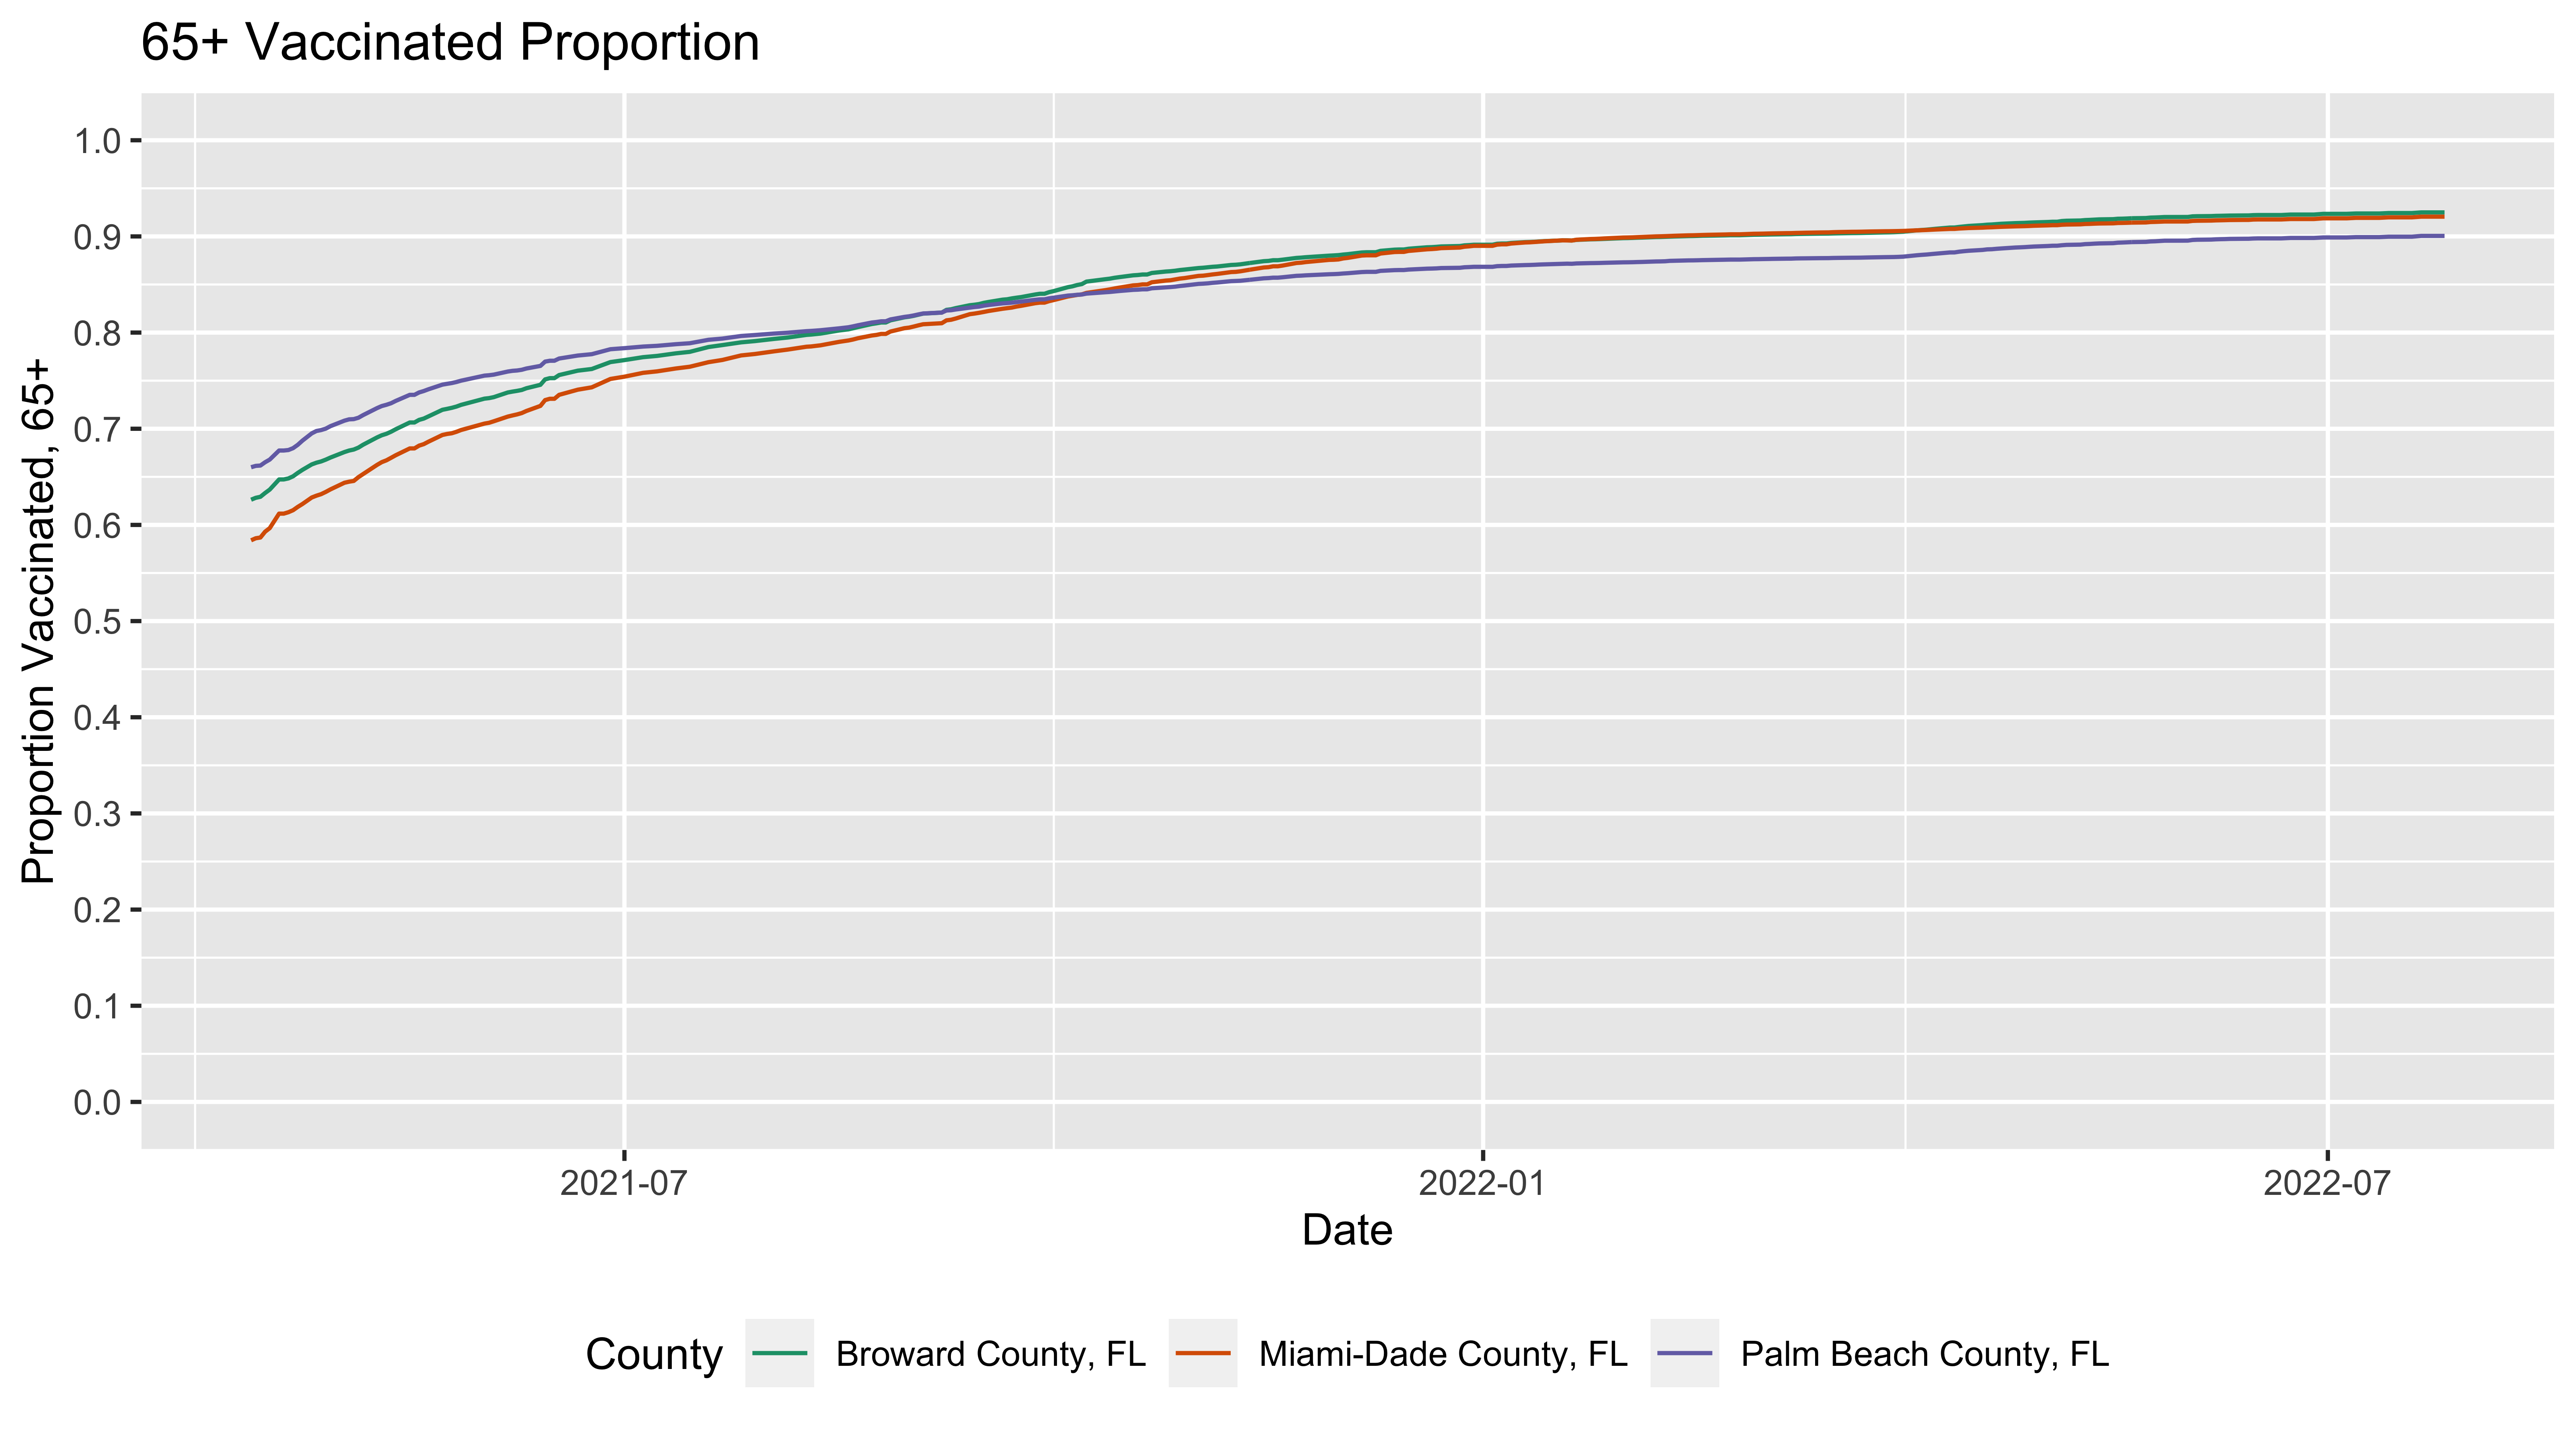 65+ Vaccinated Proportion
Proportion Vaccinated, 65+
1.0
0.9
0.8
0.7
0.6
0.5
0.4
0.3
0.2
0.1
0.0
2021-07 2022-01 2022-07
Date
County Broward County, FL Miami-Dade County, FL Palm Beach County, FL